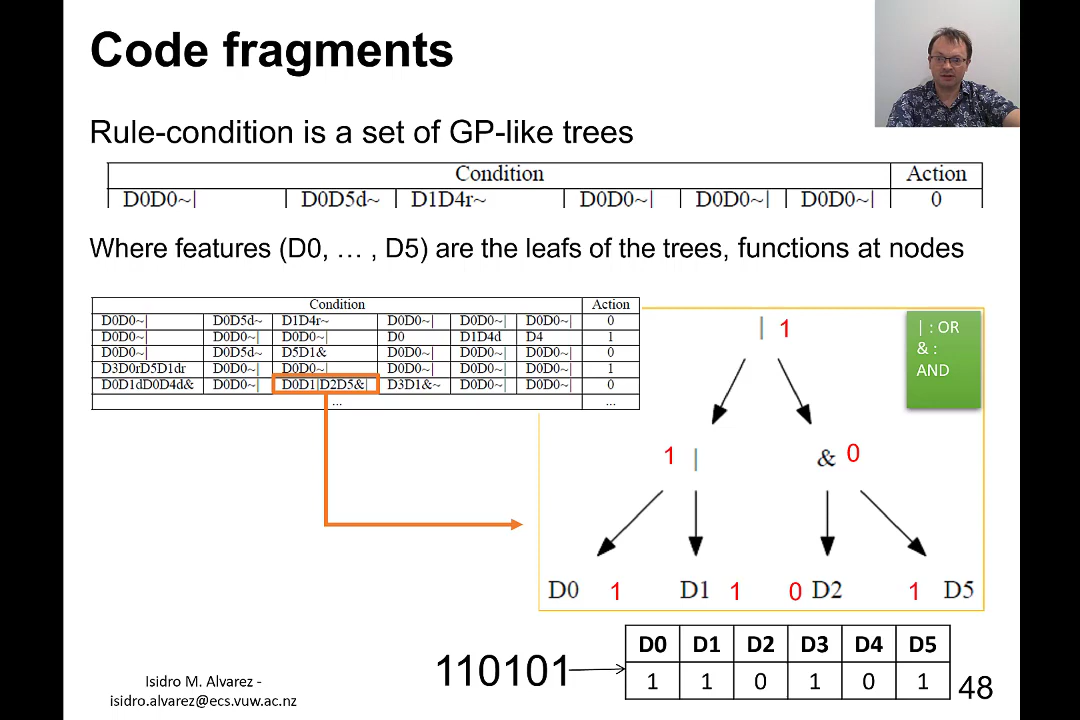 Code fragments
Rule-condition is a set of GP-like trees
Condition Action
D0D0~| D0D5d~ D1D4r~ D0D0~| D0D0~| D0D0~| 0
Where features (D0, … , D5) are the leafs of the trees, functions at nodes
Condition Action
D0D0~| D0D5d~ D1D4r~ D0D0~| D0D0~| D0D0~| 0
D0D0~| D0D0~| D0D0~| D0 D1D4d D4 1
D0D0~| D0D5d~ D5D1& D0D0~| D0D0~| D0D0~| 0
D3D0rD5D1dr D0D0~| D0D0~| D0D0~| D0D0~| D0D0~| 1
D0D1dD0D4d& D0D0~| D0D1|D2D5&| D3D1&~ D0D0~| D0D0~| 0
... ...
| 1
| : OR
& :
AND
1 | & 0
D0 1 D1 1 0 D2 1 D5
110101
D0 D1 D2 D3 D4 D5
1 1 0 1 0 1
Isidro M. Alvarez -
isidro.alvarez@ecs.vuw.ac.nz
48